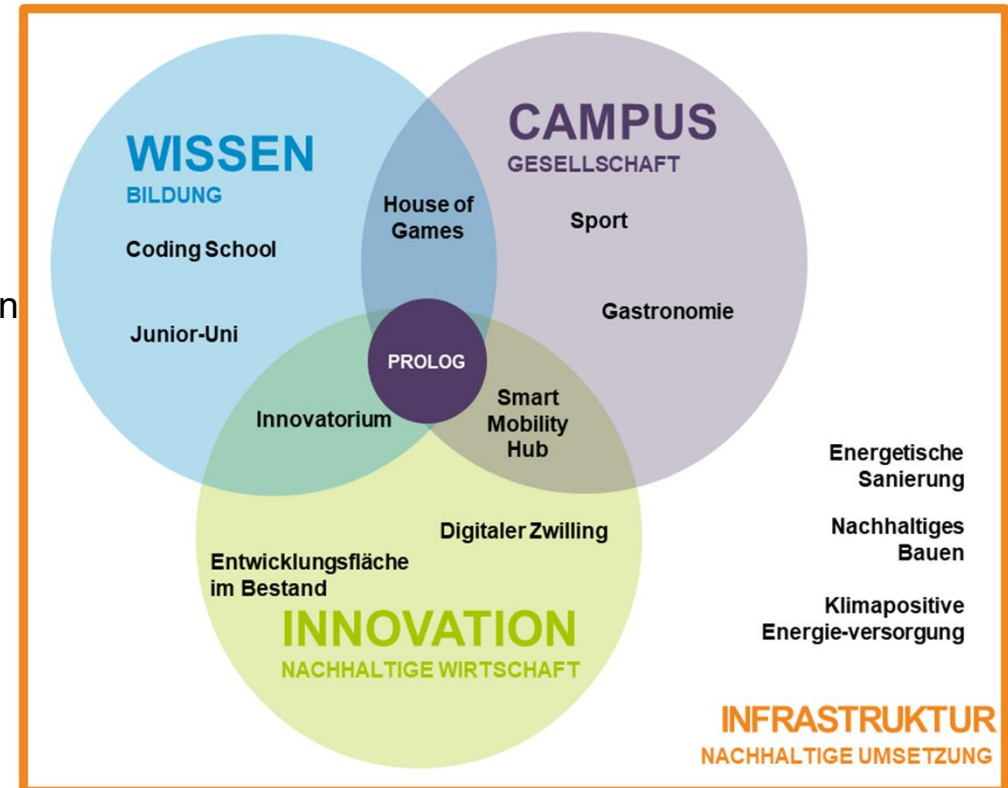 WISSEN
BILDUNG
Coding School
Junior-Uni
House of
Games
CAMPUS
GESELLSCHAFT
Sport
Gastronomie
n
PROLOG
Innovatorium
Smart
Mobility
Hub
Digitaler Zwilling
Entwicklungsfläche
im Bestand
INNOVATION
NACHHALTIGE WIRTSCHAFT
Energetische
Sanierung
Nachhaltiges
Bauen
Klimapositive
Energie-versorgung
INFRASTRUKTUR
NACHHALTIGE UMSETZUNG